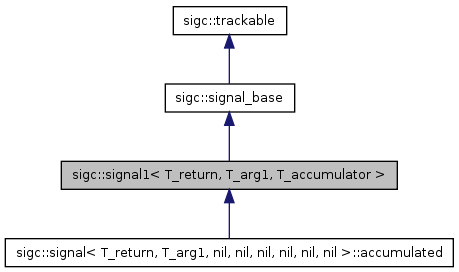 sigc::trackable
sigc::signal_base
sigc::signal1< T_return, T_arg1, T_accumulator >
sigc::signal< T_return, T_arg1, nil, nil, nil, nil, nil, nil >::accumulated